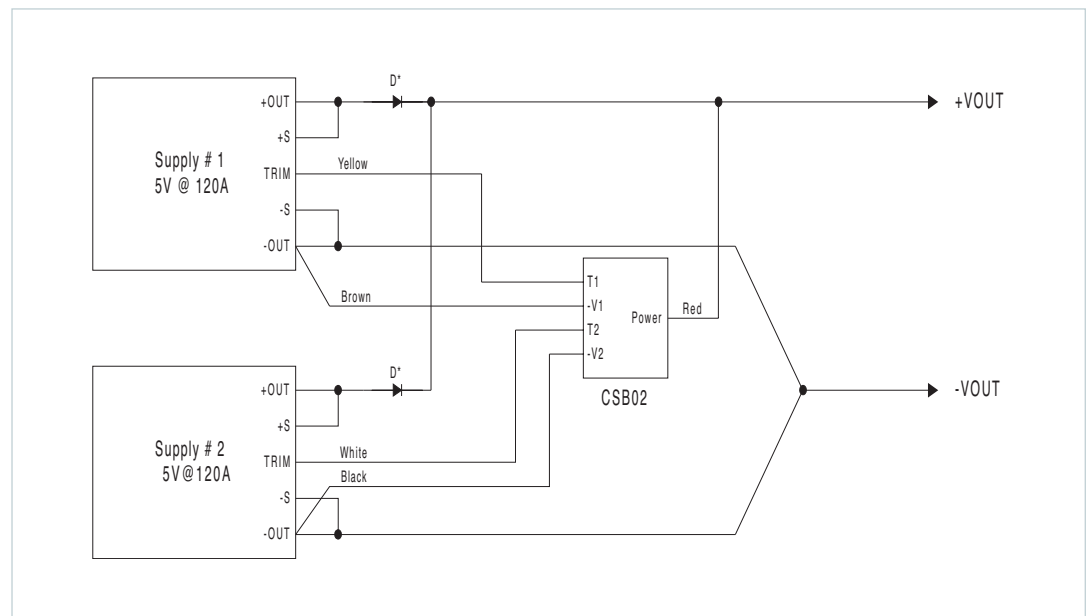 D*
+OUT
+VOUT
+S
Supply # 1
5V @ 120A
TRIM
Yellow
-S
-OUT
T1
Brown
-V1
Power
Red
T2
-V2
CSB02
D*
+OUT
-VOUT
+S
Supply # 2
5V@120A
TRIM
White
Black
-S
-OUT